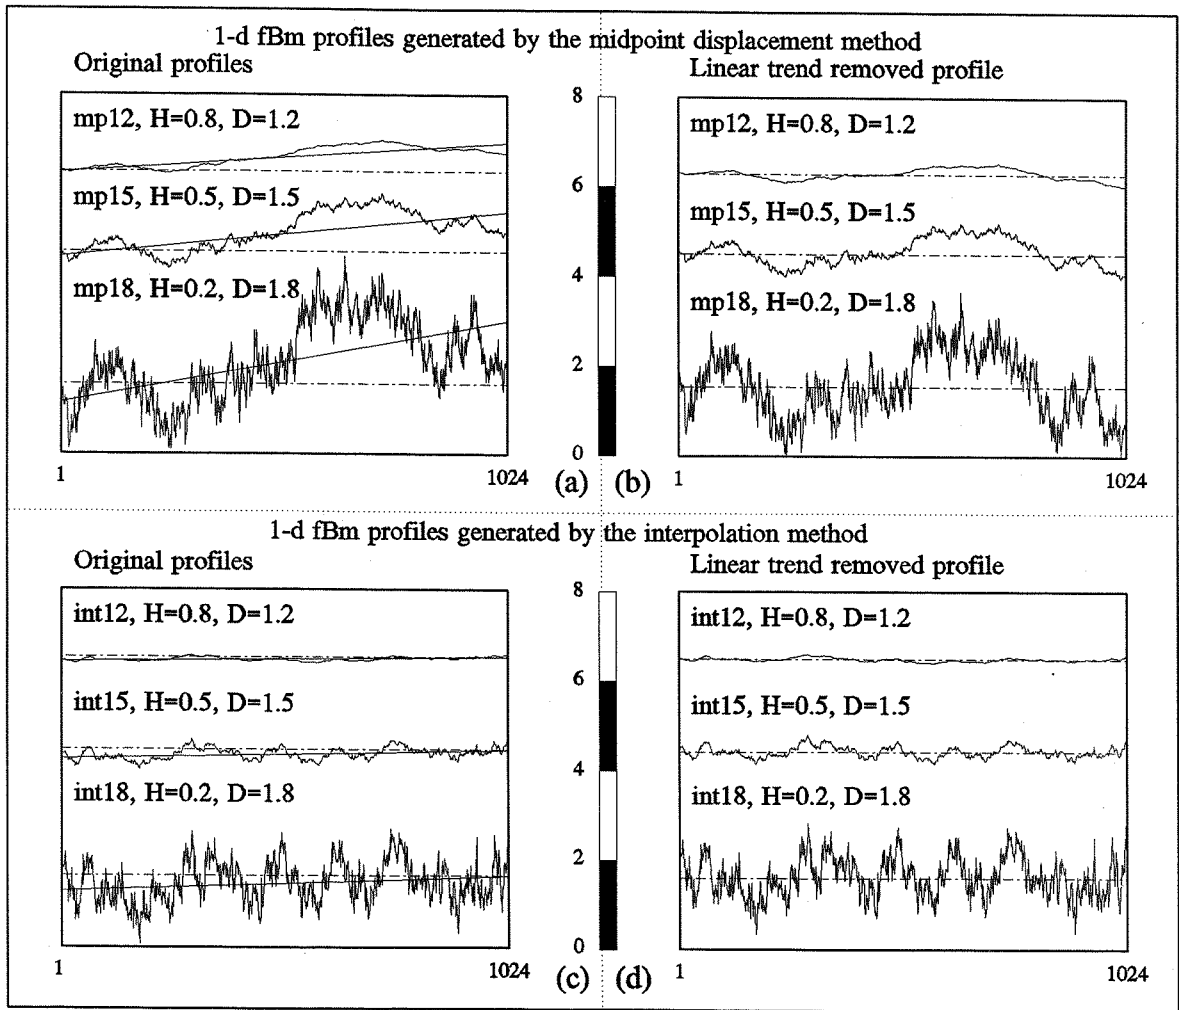 1-d fBm profiles generated by the midpoint displacement method
Original profiles
Linear trend removed profile
mp12, H=0.8, D=1.2
mp15, H=0.5, D=1.5
mp18, H=0.2, D=1.8
1
1024
8
6
4
2
0
(a)
(b)
mp12, H=0.8, D=1.2
mp15, H=0.5, D=1.5
mp18, H=0.2, D=1.8
1
1024
1-d fBm profiles generated by the interpolation method
Original profiles
Linear trend removed profile
int12, H=0.8, D=1.2
int15, H=0.5, D=1.5
int18, H=0.2, D=1.8
1
1024
8
6
4
2
0
(c)
(d)
int12, H=0.8, D=1.2
int15, H=0.5, D=1.5
int18, H=0.2, D=1.8
1
1024